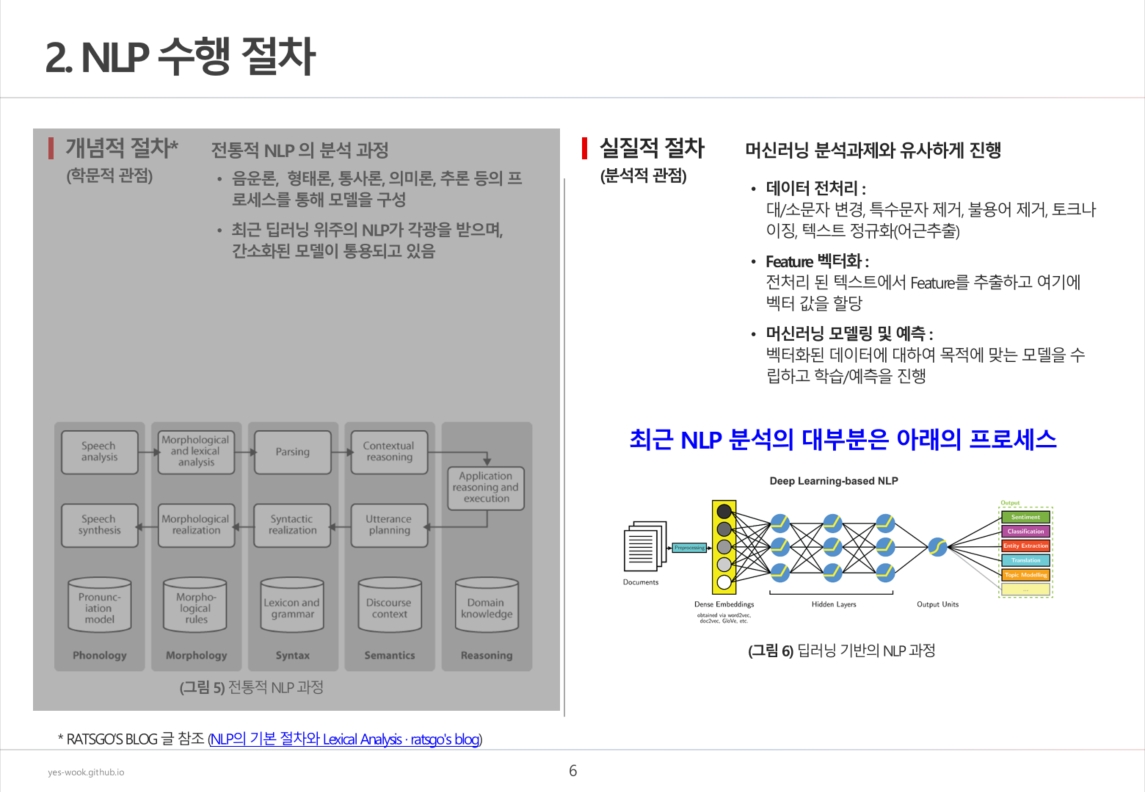 2. NLP 수행 절차
개념적 절차*
(학문적 관점)
전통적 NLP 의 분석 과정
• 음운론, 형태론, 통사론, 의미론, 추론 등의 프
로세스를 통해 모델을 구성
• 최근 딥러닝 위주의 NLP가 각광을 받으며,
간소화된 모델이 통용되고 있음
Speech
analysis
Morphological
and lexical
analysis
Parsing
Contextual
reasoning
Application
reasoning and
execution
Speech
synthesis
Morphological
realization
Syntactic
realization
Utterance
planning
Pronunc-
iation
model
Morpho-
logical
rules
Lexicon and
grammar
Discourse
context
Domain
knowledge
Phonology
Morphology
Syntax
Semantics
Reasoning
(그림 5) 전통적 NLP 과정
실질적 절차
(분석적 관점)
머신러닝 분석과제와 유사하게 진행
• 데이터 전처리 :
대/소문자 변경, 특수문자 제거, 불용어 제거, 토크나
이징, 텍스트 정규화(어근추출)
• Feature 벡터화 :
전처리 된 텍스트에서 Feature를 추출하고 여기에
벡터 값을 할당
• 머신러닝 모델링 및 예측 :
벡터화된 데이터에 대하여 목적에 맞는 모델을 수
립하고 학습/예측을 진행
최근 NLP 분석의 대부분은 아래의 프로세스
Deep Learning-based NLP
Documents
Preprocessing
Dense Embeddings
obtained via word2vec,
doc2vec, GloVe, etc.
Hidden Layers
Output Units
Output
Sentiment
Classification
Entity Extraction
Translation
Topic Modelling
...
(그림 6) 딥러닝 기반의 NLP 과정
* RATSGO'S BLOG 글 참조 (NLP의 기본 절차와 Lexical Analysis · ratsgo's blog)
yes-wook.github.io
6